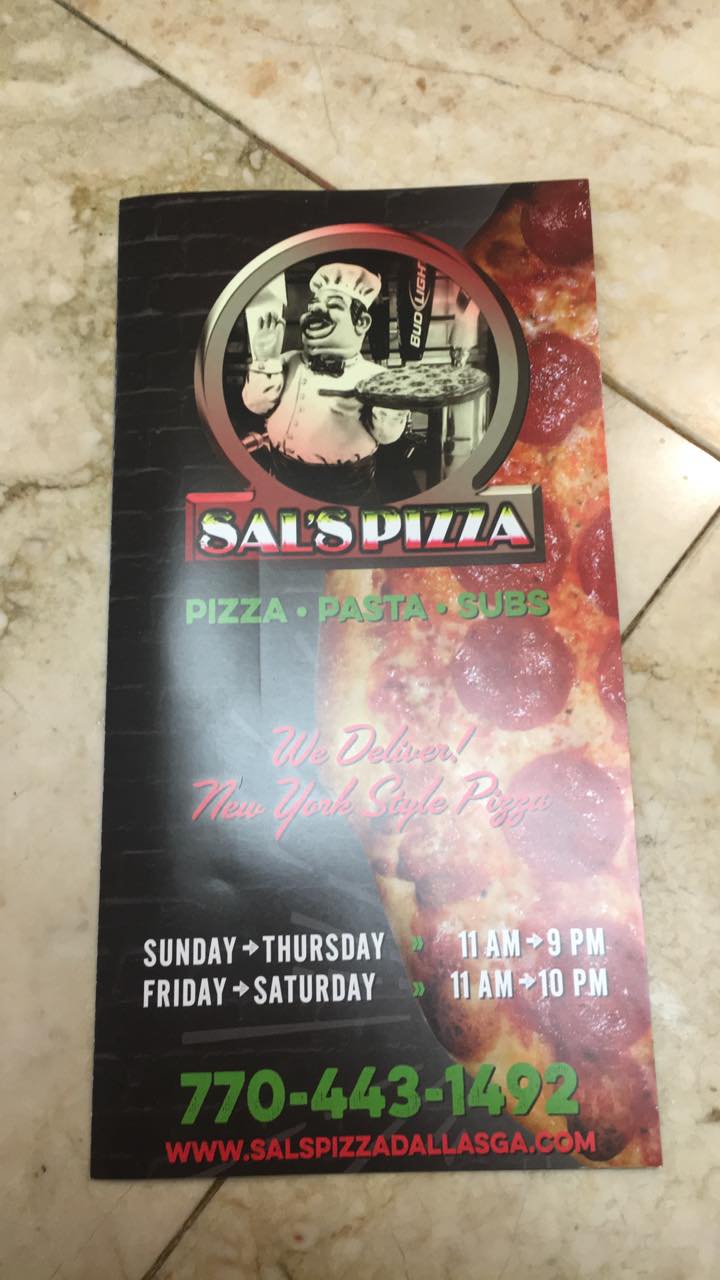 BUD LIGHT
SAL'S PIZZA
PIZZA • PASTA • SUBS
We Deliver!
New York Style Pizza
SUNDAY → THURSDAY » 11 AM → 9 PM
FRIDAY → SATURDAY » 11 AM → 10 PM
770-443-1492
WWW.SALSPIZZADALLASGA.COM